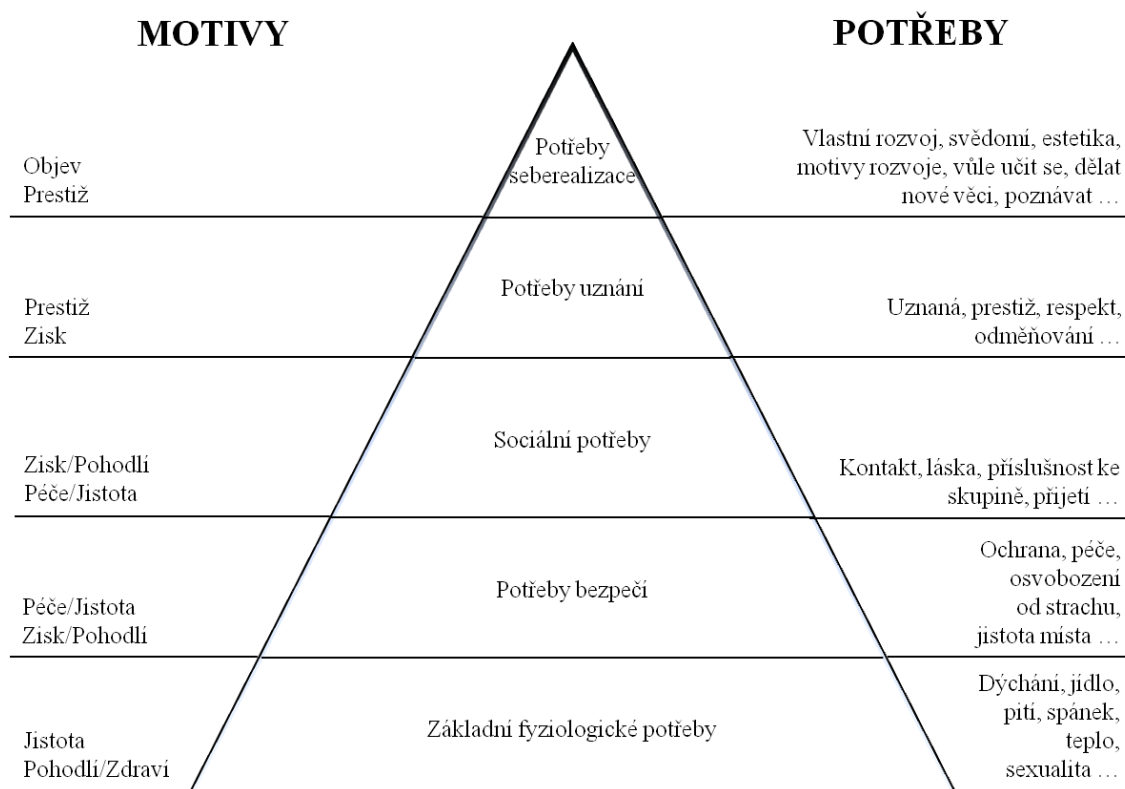 MOTIVY
POTŘEBY
Objev
Prestiž
Potřeby
seberealizace
Vlastní rozvoj, svědomí, estetika,
motivy rozvoje, vůle učit se, dělat
nové věci, poznávat …
Prestiž
Zisk
Potřeby uznání
Uznaná, prestiž, respekt,
odměňování …
Zisk/Pohodlí
Péče/Jistota
Sociální potřeby
Kontakt, láska, příslušnost ke
skupině, přijetí …
Péče/Jistota
Zisk/Pohodlí
Potřeby bezpečí
Ochrana, péče,
osvobození
od strachu,
jistota místa …
Jistota
Pohodlí/Zdraví
Základní fyziologické potřeby
Dýchání, jídlo,
pití, spánek,
teplo,
sexualita …